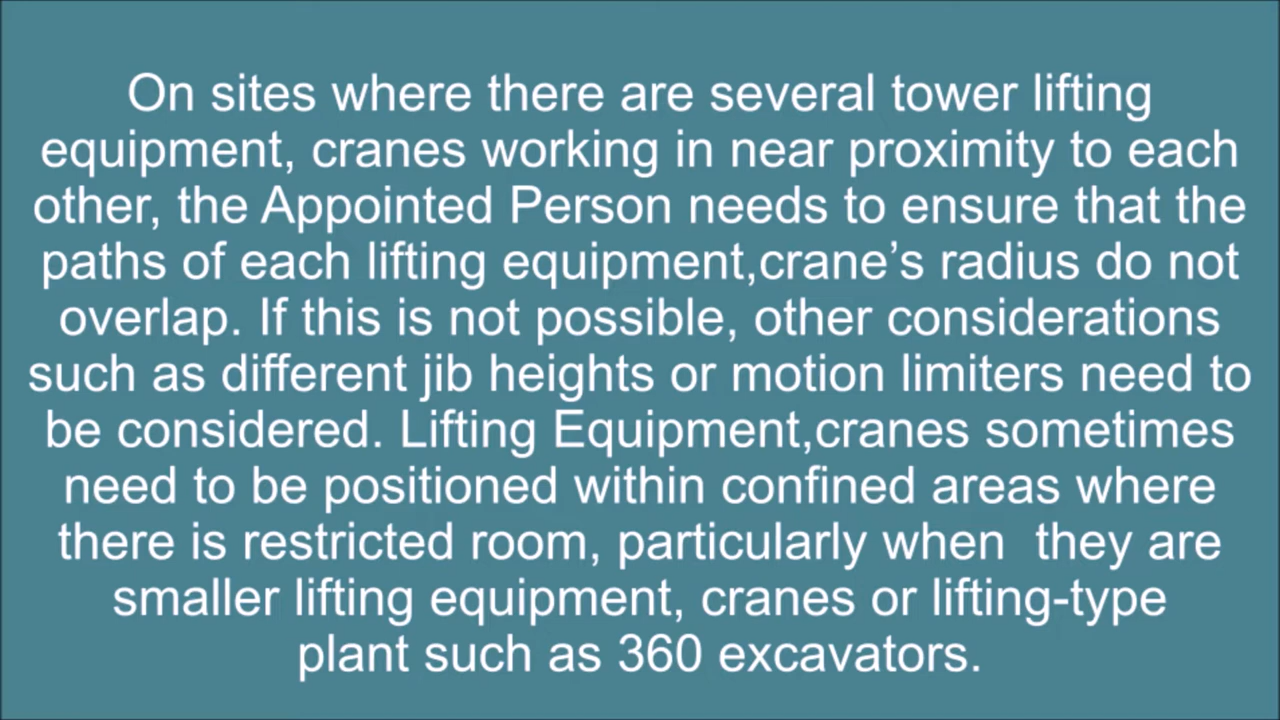 On sites where there are several tower lifting
equipment, cranes working in near proximity to each
other, the Appointed Person needs to ensure that the
paths of each lifting equipment,crane’s radius do not
overlap. If this is not possible, other considerations
such as different jib heights or motion limiters need to
be considered. Lifting Equipment,cranes sometimes
need to be positioned within confined areas where
there is restricted room, particularly when  they are
smaller lifting equipment, cranes or lifting-type
plant such as 360 excavators.